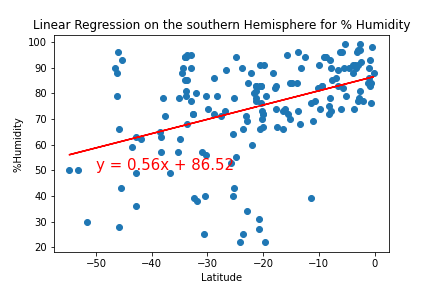 Linear Regression on the southern Hemisphere for % Humidity
100
90
80
70
60
50
40
30
20
%Humidity
y = 0.56x + 86.52
−50 −40 −30 −20 −10 0
Latitude